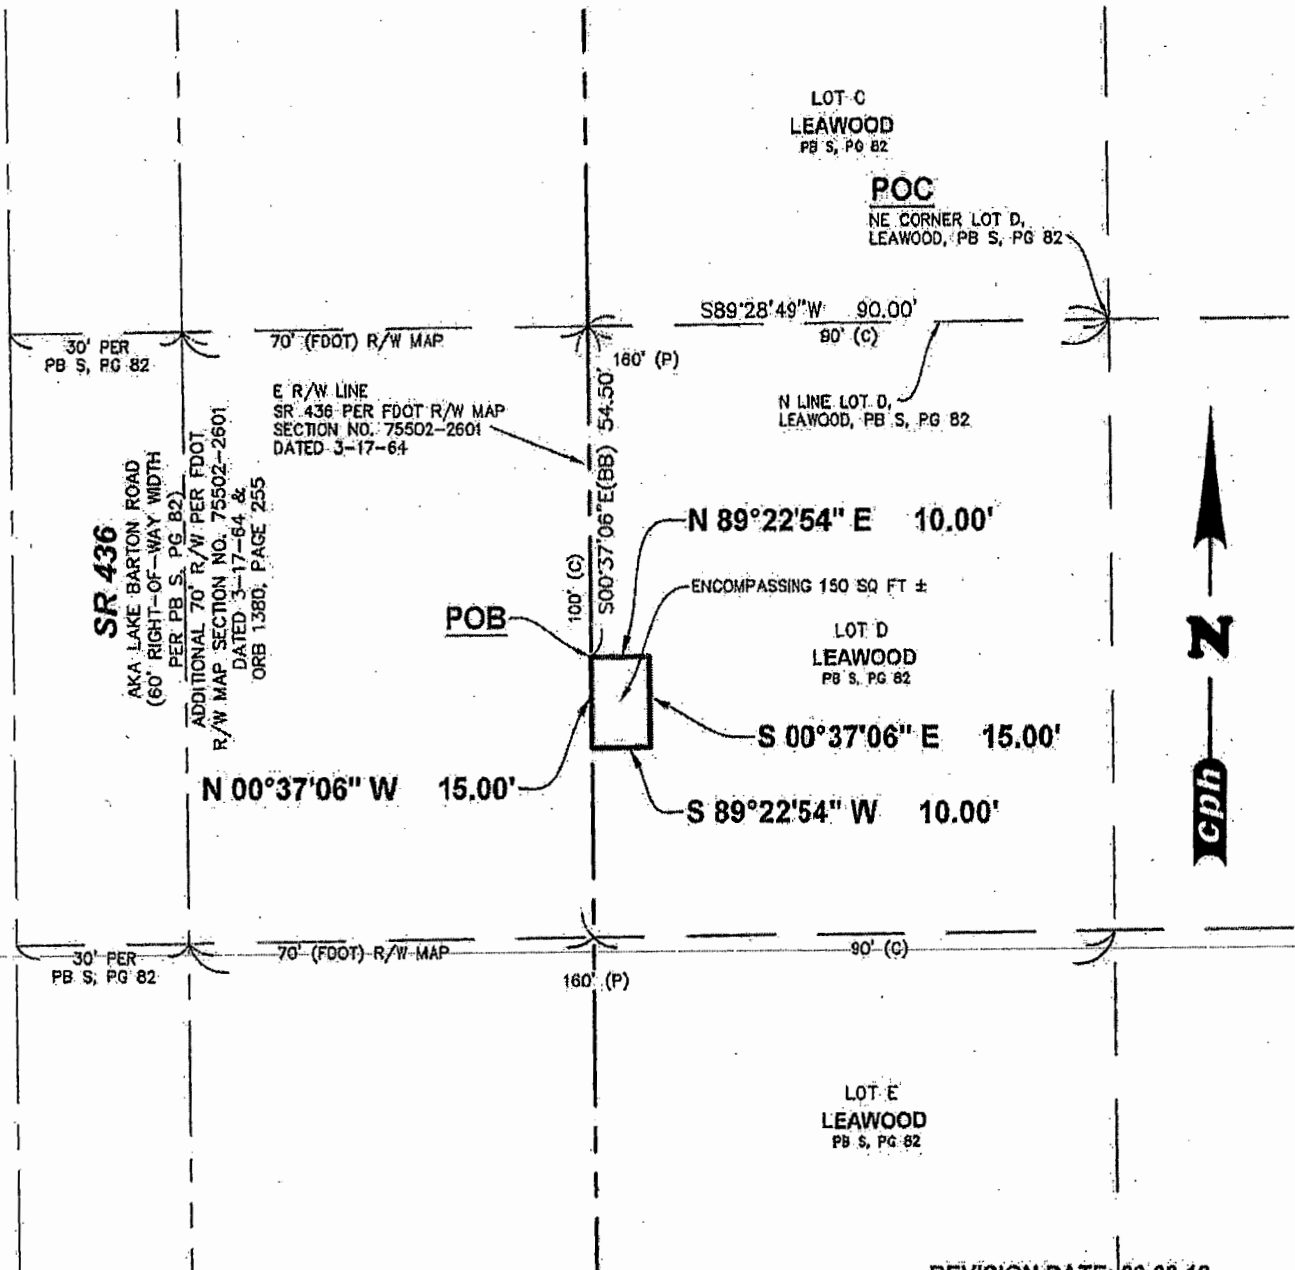 LOT C
LEAWOOD
PB S, PG 82
POC
NE CORNER LOT D,
LEAWOOD, PB S, PG 82
S89°28'49"W 90.00'
90' (C)
30' PER
PB S, PG 82
70' (FDOT) R/W MAP
160' (P)
E R/W LINE
SR 436 PER FDOT R/W MAP
SECTION NO. 75502-2601
DATED 3-17-64
N LINE LOT D,
LEAWOOD, PB S, PG 82
S00°37'06"E(BB) 54.50'
100' (C)
SR 436
AKA LAKE BARTON ROAD
(60' RIGHT-OF-WAY WIDTH
PER PB S, PG 82)
ADDITIONAL 70' R/W PER FDOT
R/W MAP SECTION NO. 75502-2601
DATED 3-17-64 &
ORB 1380, PAGE 255
N 89°22'54" E 10.00'
ENCOMPASSING 150 SQ FT ±
POB
LOT D
LEAWOOD
PB S, PG 82
S 00°37'06" E 15.00'
N 00°37'06" W 15.00'
S 89°22'54" W 10.00'
N
cph
30' PER
PB S, PG 82
70' (FDOT) R/W MAP
90' (C)
160' (P)
LOT E
LEAWOOD
PB S, PG 82
REVISION DATE: